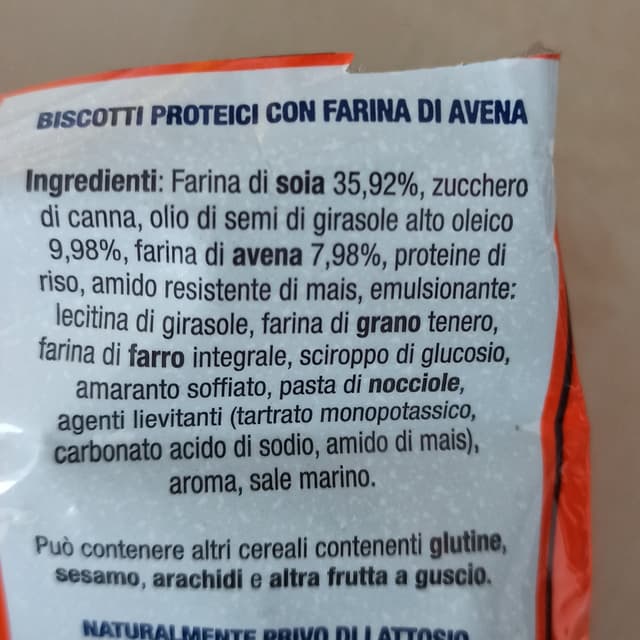 BISCOTTI PROTEICI CON FARINA DI AVENA
Ingredienti: Farina di soia 35,92%, zucchero
di canna, olio di semi di girasole alto oleico
9,98%, farina di avena 7,98%, proteine di
riso, amido resistente di mais, emulsionante:
lecitina di girasole, farina di grano tenero,
farina di farro integrale, sciroppo di glucosio,
amaranto soffiato, pasta di nocciole,
agenti lievitanti (tartrato monopotassico,
carbonato acido di sodio, amido di mais),
aroma, sale marino.
Può contenere altri cereali contenenti glutine,
sesamo, arachidi e altra frutta a guscio.
NATURALMENTE PRIVO DI LATTOSIO